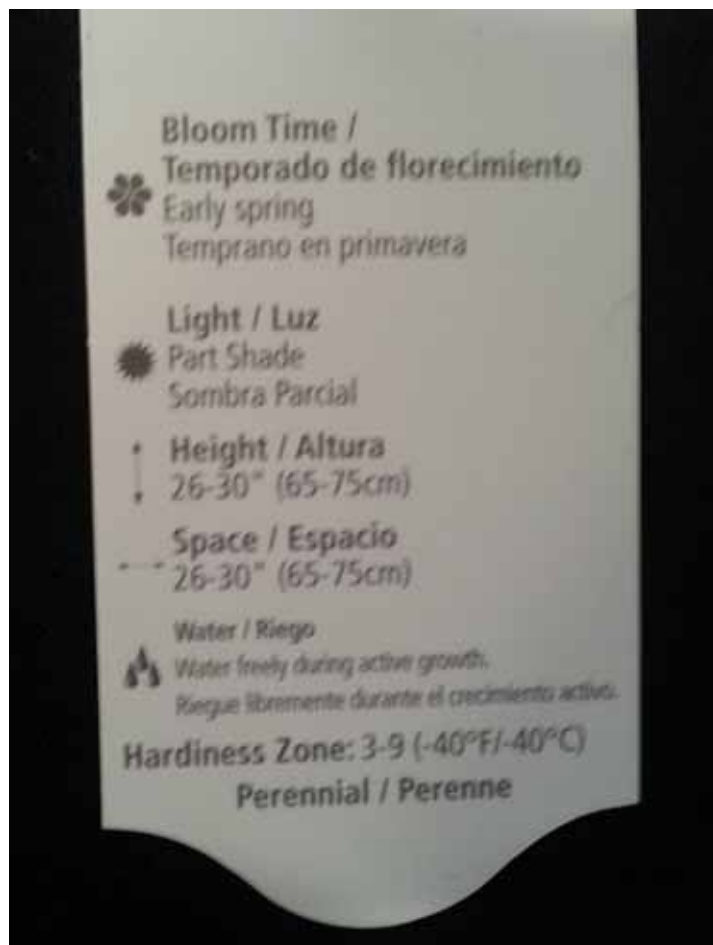 Bloom Time /
Temporado de florecimiento
Early spring
Temprano en primavera
Light / Luz
Part Shade
Sombra Parcial
Height / Altura
26-30" (65-75cm)
Space / Espacio
26-30" (65-75cm)
Water / Riego
Water freely during active growth.
Riegue libremente durante el crecimiento activo.
Hardiness Zone: 3-9 (-40°F/-40°C)
Perennial / Perenne